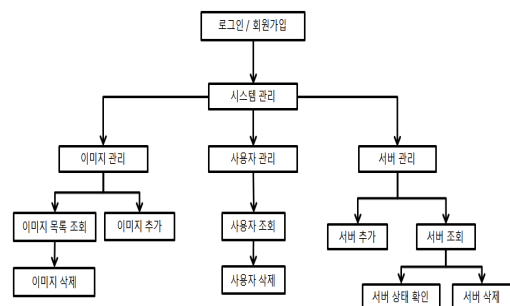 로그인 / 회원가입
시스템 관리
이미지 관리
사용자 관리
서버 관리
이미지 목록 조회
이미지 추가
사용자 조회
서버 추가
서버 조회
이미지 삭제
사용자 삭제
서버 상태 확인
서버 삭제